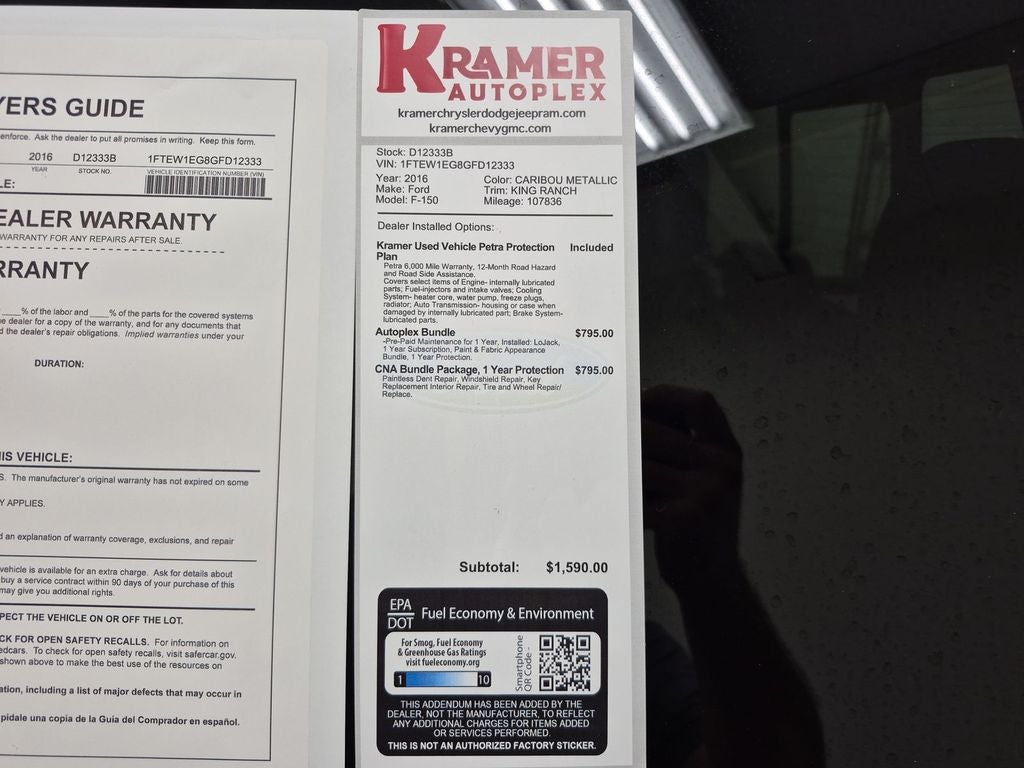 YERS GUIDE
enforce. Ask the dealer to put all promises in writing. Keep this form.
2016 D12333B 1FTEW1EG8GFD12333
YEAR STOCK NO. VEHICLE IDENTIFICATION NUMBER (VIN)
LE:
EALER WARRANTY
WARRANTY FOR ANY REPAIRS AFTER SALE.
RRANTY
____% of the labor and ____% of the parts for the covered systems
e dealer for a copy of the warranty, and for any documents that
d the dealer's repair obligations. Implied warranties under your
DURATION:
IS VEHICLE:
S. The manufacturer's original warranty has not expired on some
Y APPLIES.
d an explanation of warranty coverage, exclusions, and repair
vehicle is available for an extra charge. Ask for details about
buy a service contract within 90 days of your purchase of this
may give you additional rights.
PECT THE VEHICLE ON OR OFF THE LOT.
CK FOR OPEN SAFETY RECALLS. For information on
edcars. To check for open safety recalls, visit safercar.gov.
shown above to make the best use of the resources on
ation, including a list of major defects that may occur in
pidale una copia de la Guia del Comprador en español.
KRAMER
AUTOPLEX
kramerchryslerdodgejeepram.com
kramerchevygmc.com
Stock: D12333B
VIN: 1FTEW1EG8GFD12333
Year: 2016 Color: CARIBOU METALLIC
Make: Ford Trim: KING RANCH
Model: F-150 Mileage: 107836
Dealer Installed Options:
Kramer Used Vehicle Petra Protection Included
Plan
Petra 6,000 Mile Warranty, 12-Month Road Hazard
and Road Side Assistance.
Covers select items of Engine- internally lubricated
parts; Fuel-injectors and intake valves; Cooling
System- heater core, water pump, freeze plugs,
radiator; Auto Transmission- housing or case when
damaged by internally lubricated part; Brake System-
lubricated parts.
Autoplex Bundle $795.00
-Pre-Paid Maintenance for 1 Year, Installed: LoJack,
1 Year Subscription, Paint & Fabric Appearance
Bundle, 1 Year Protection.
CNA Bundle Package, 1 Year Protection $795.00
Paintless Dent Repair, Windshield Repair, Key
Replacement Interior Repair, Tire and Wheel Repair/
Replace.
Subtotal: $1,590.00
EPA
DOT Fuel Economy & Environment
For Smog, Fuel Economy
& Greenhouse Gas Ratings
visit fueleconomy.org
1 10
Smartphone
QR Code -
THIS ADDENDUM HAS BEEN ADDED BY THE
DEALER, NOT THE MANUFACTURER, TO REFLECT
ANY ADDITIONAL CHARGES FOR ITEMS ADDED
OR SERVICES PERFORMED.
THIS IS NOT AN AUTHORIZED FACTORY STICKER.